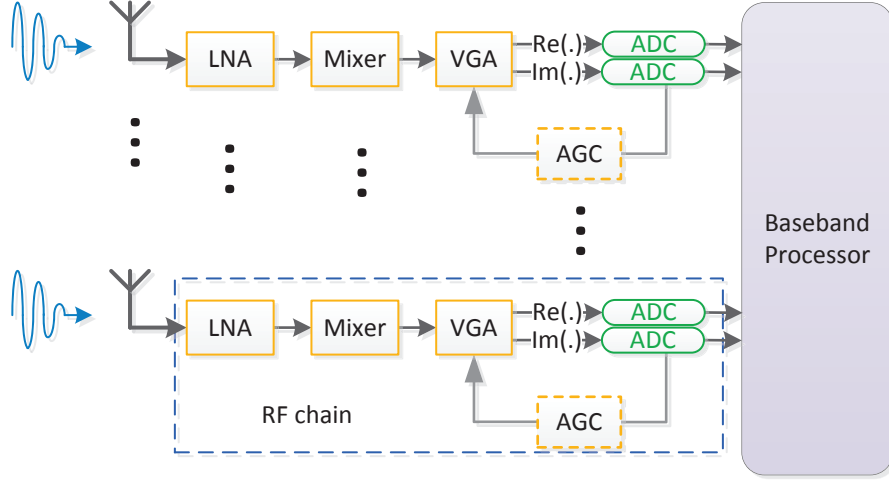 LNA
Mixer
VGA
Re(.)
Im(.)
ADC
ADC
AGC
Baseband
Processor
LNA
Mixer
VGA
Re(.)
Im(.)
ADC
ADC
AGC
RF chain